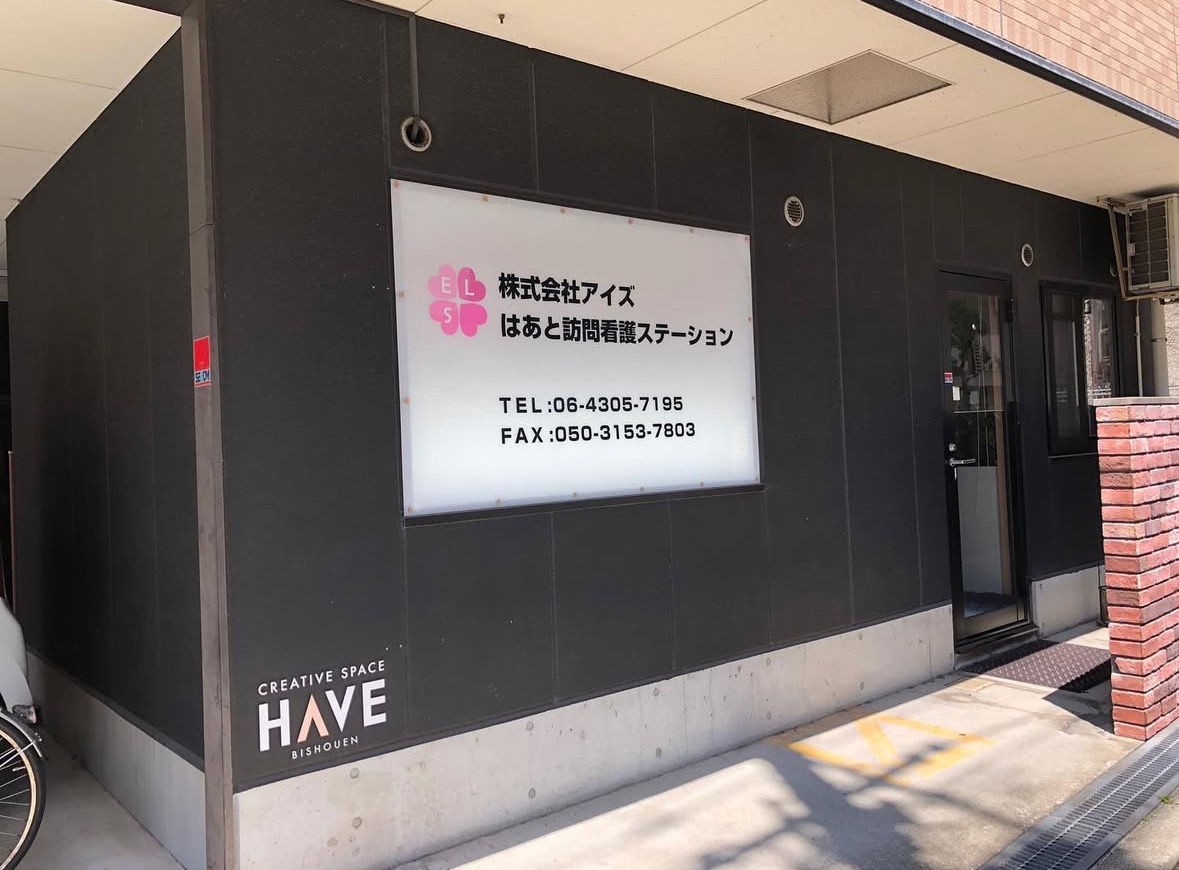 E L
S
株式会社アイズ
はあと訪問看護ステーション
TEL:06-4305-7195
FAX:050-3153-7803
SECOM
CREATIVE SPACE
HAVE
BISHOUEN